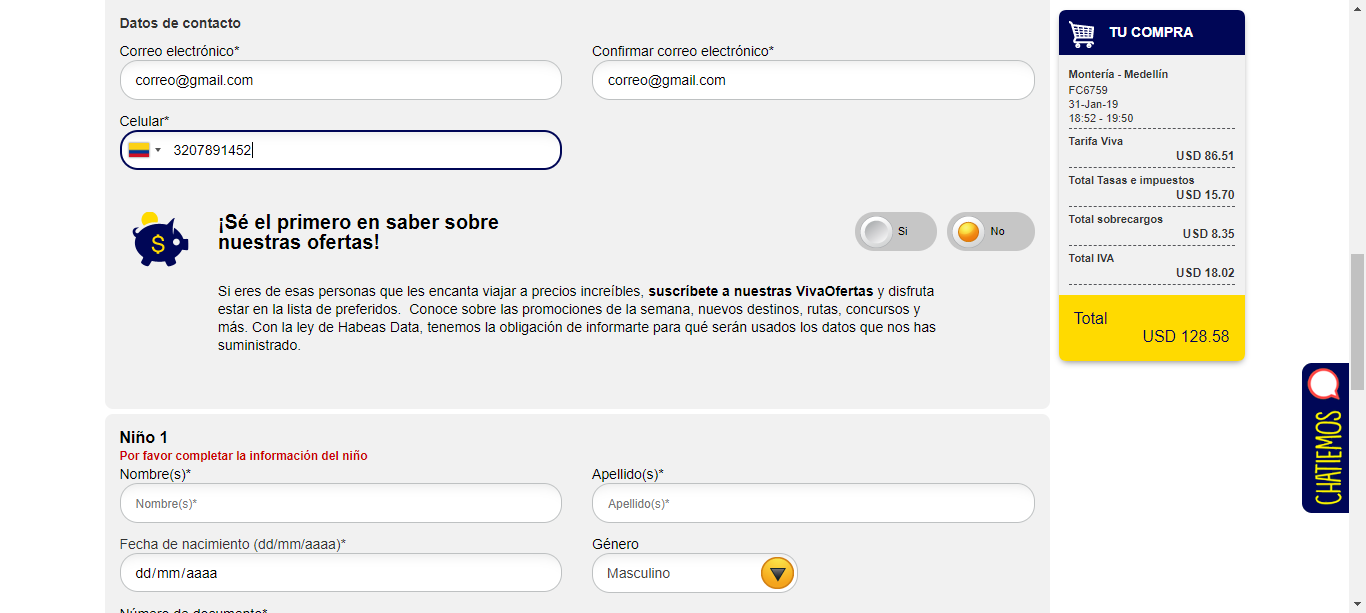 Datos de contacto
Correo electrónico*
Confirmar correo electrónico*
correo@gmail.com
correo@gmail.com
Celular*
3207891452
$
¡Sé el primero en saber sobre
nuestras ofertas!
Si
No
Si eres de esas personas que les encanta viajar a precios increíbles, suscríbete a nuestras VivaOfertas y disfruta
estar en la lista de preferidos. Conoce sobre las promociones de la semana, nuevos destinos, rutas, concursos y
más. Con la ley de Habeas Data, tenemos la obligación de informarte para qué serán usados los datos que nos has
suministrado.
Niño 1
Por favor completar la información del niño
Nombre(s)*
Apellido(s)*
Nombre(s)*
Apellido(s)*
Fecha de nacimiento (dd/mm/aaaa)*
Género
dd/mm/aaaa
Masculino
Número de documento*
TU COMPRA
Montería - Medellín
FC6759
31-Jan-19
18:52 - 19:50
Tarifa Viva
USD 86.51
Total Tasas e impuestos
USD 15.70
Total sobrecargos
USD 8.35
Total IVA
USD 18.02
Total
USD 128.58
CHATIEMOS